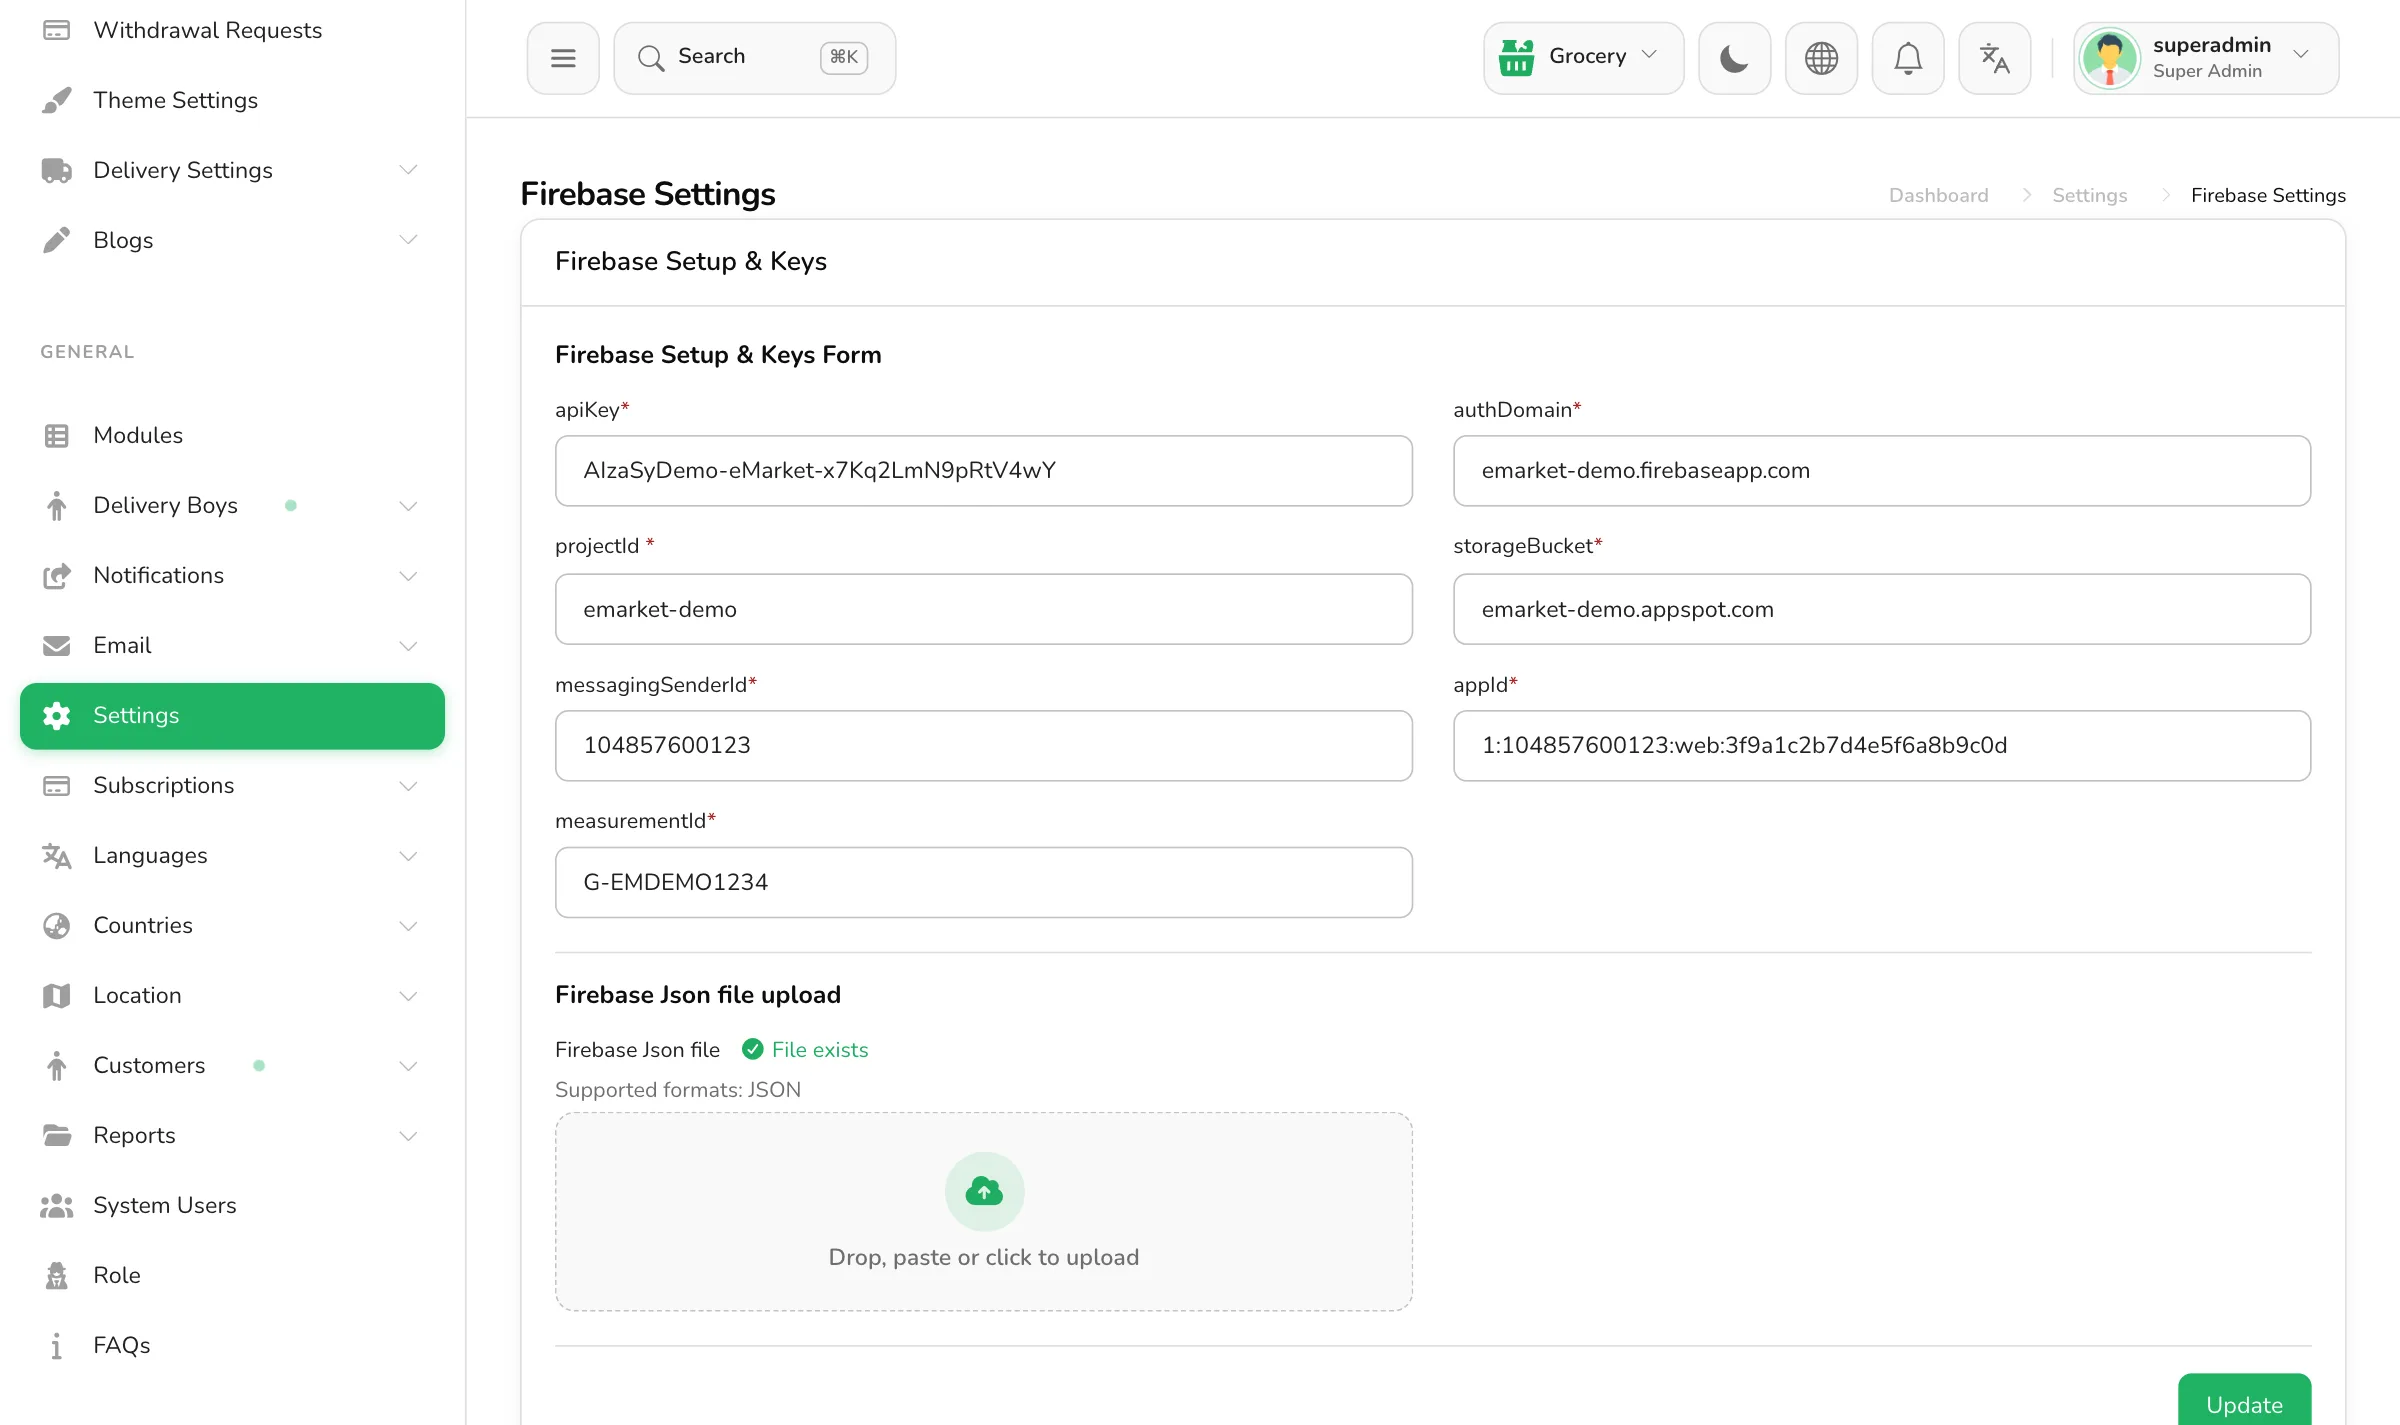 Withdrawal Requests
Theme Settings
Delivery Settings
Blogs
GENERAL
Modules
Delivery Boys
Notifications
Email
Settings
Subscriptions
Languages
Countries
Location
Customers
Reports
System Users
Role
FAQs
Search ⌘K
Grocery
superadmin
Super Admin
Firebase Settings
Dashboard Settings Firebase Settings
Firebase Setup & Keys
Firebase Setup & Keys Form
apiKey*
AIzaSyDemo-eMarket-x7Kq2LmN9pRtV4wY
authDomain*
emarket-demo.firebaseapp.com
projectId *
emarket-demo
storageBucket*
emarket-demo.appspot.com
messagingSenderId*
104857600123
appId*
1:104857600123:web:3f9a1c2b7d4e5f6a8b9c0d
measurementId*
G-EMDEMO1234
Firebase Json file upload
Firebase Json file File exists
Supported formats: JSON
Drop, paste or click to upload
Update